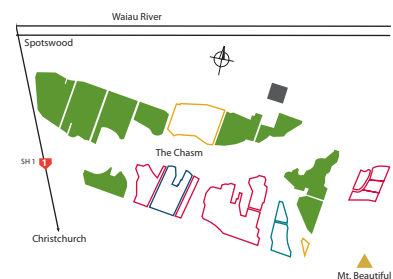 Waiau River
Spotswood
The Chasm
SH 1
1
Christchurch
Mt. Beautiful